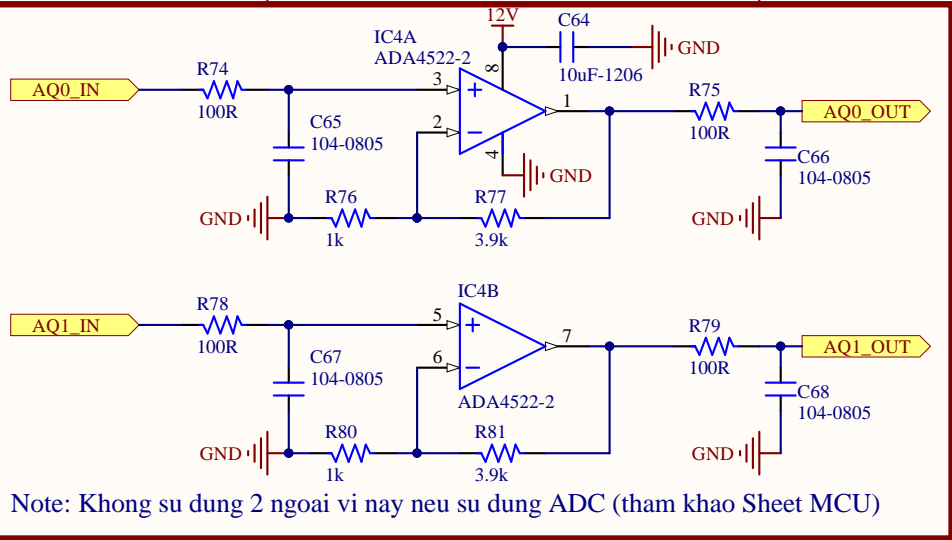 12V
C64
IC4A
ADA4522-2
GND
10uF-1206
8
R74
AQ0_IN
100R
3
1
R75
AQ0_OUT
100R
C65
104-0805
2
4
GND
C66
104-0805
GND
R76
1k
R77
3.9k
GND
IC4B
R78
AQ1_IN
100R
5
7
R79
AQ1_OUT
100R
C67
104-0805
6
ADA4522-2
C68
104-0805
GND
R80
1k
R81
3.9k
GND
Note: Khong su dung 2 ngoai vi nay neu su dung ADC (tham khao Sheet MCU)